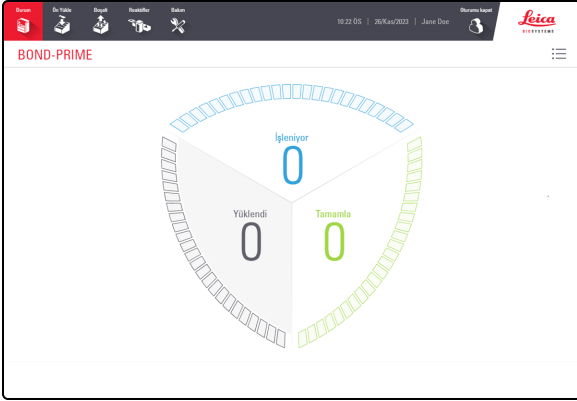 Durum Ön Yükle Boşalt Reaktifler Bakım Oturumu kapat
10:22 ÖS | 26/Kas/2023 | Jane Doe
Leica
BIOSYSTEMS
BOND-PRIME
İşleniyor
0
Yüklendi Tamamla
0 0